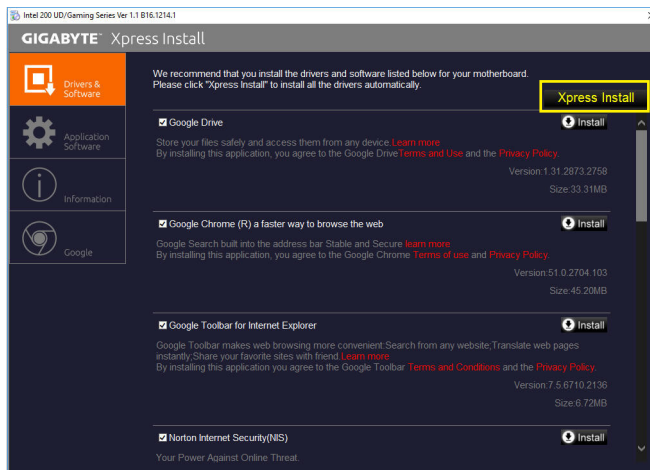 Intel 200 UD/Gaming Series Ver 1.1 B16.1214.1
GIGABYTE™ Xpress Install
Drivers &
Software
Application
Software
Information
Google
We recommend that you install the drivers and software listed below for your motherboard.
Please click "Xpress Install" to install all the drivers automatically.
Xpress Install
Google Drive
Install
Store your files safely and access them from any device.Learn more
By installing this application, you agree to the Google DriveTerms and Use and the Privacy Policy.
Version:1.31.2873.2758
Size:33.31MB
Google Chrome (R) a faster way to browse the web
Install
Google Search built into the address bar Stable and Secure learn more
By installing this application, you agree to the Google Chrome Terms of use and Privacy Policy.
Version:51.0.2704.103
Size:45.20MB
Google Toolbar for Internet Explorer
Install
Google Toolbar makes web browsing more convenient:Search from any website;Translate web pages
instantly;Share your favorite sites with friend.Learn more
By installing this application you agree to the Google Toolbar Terms and Conditions and the Privacy Policy.
Version:7.5.6710.2136
Size:6.72MB
Norton Internet Security(NIS)
Install
Your Power Against Online Threat.